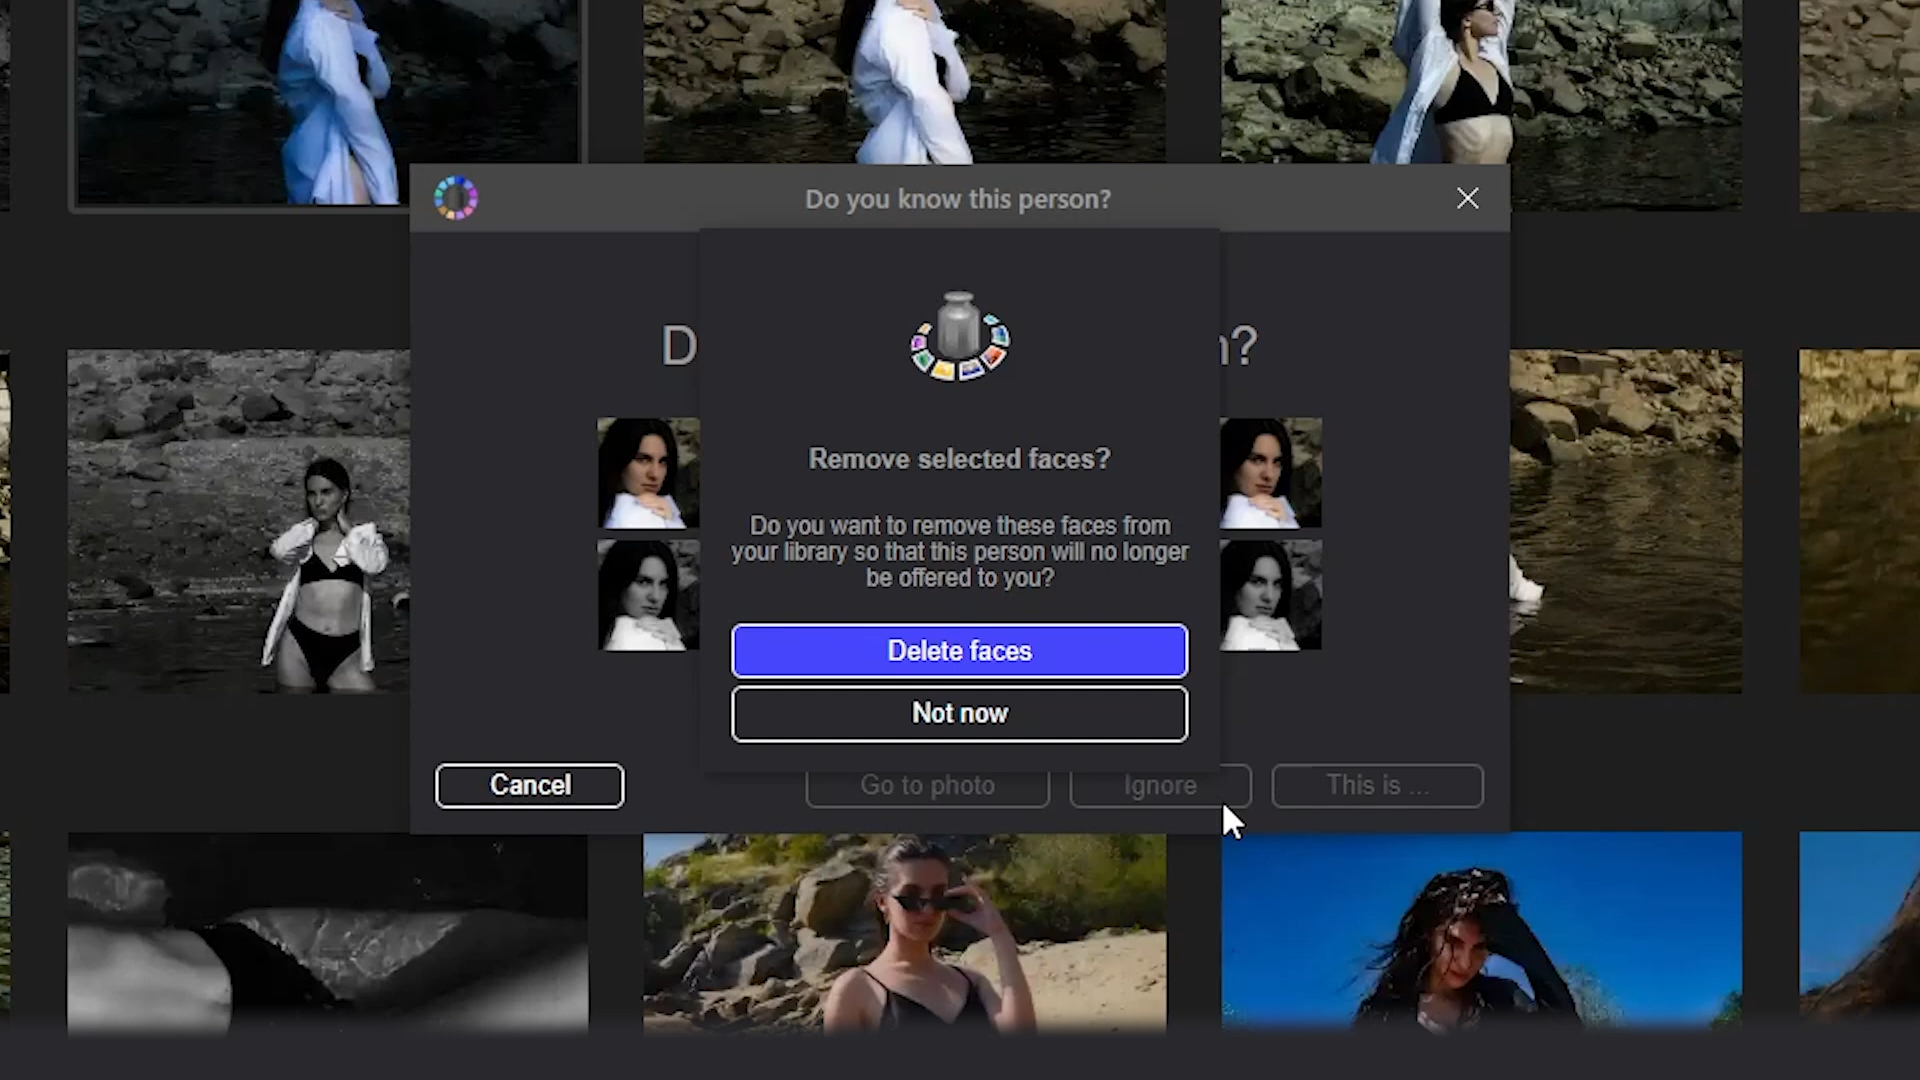 Do you know this person?
D
n?
Remove selected faces?
Do you want to remove these faces from
your library so that this person will no longer
be offered to you?
Delete faces
Not now
Cancel
Go to photo
Ignore
This is ...